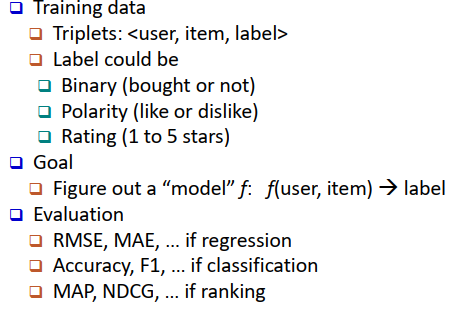 Training data
Triplets: <user, item, label>
Label could be
Binary (bought or not)
Polarity (like or dislike)
Rating (1 to 5 stars)
Goal
Figure out a “model” f: f(user, item) → label
Evaluation
RMSE, MAE, ... if regression
Accuracy, F1, ... if classification
MAP, NDCG, ... if ranking